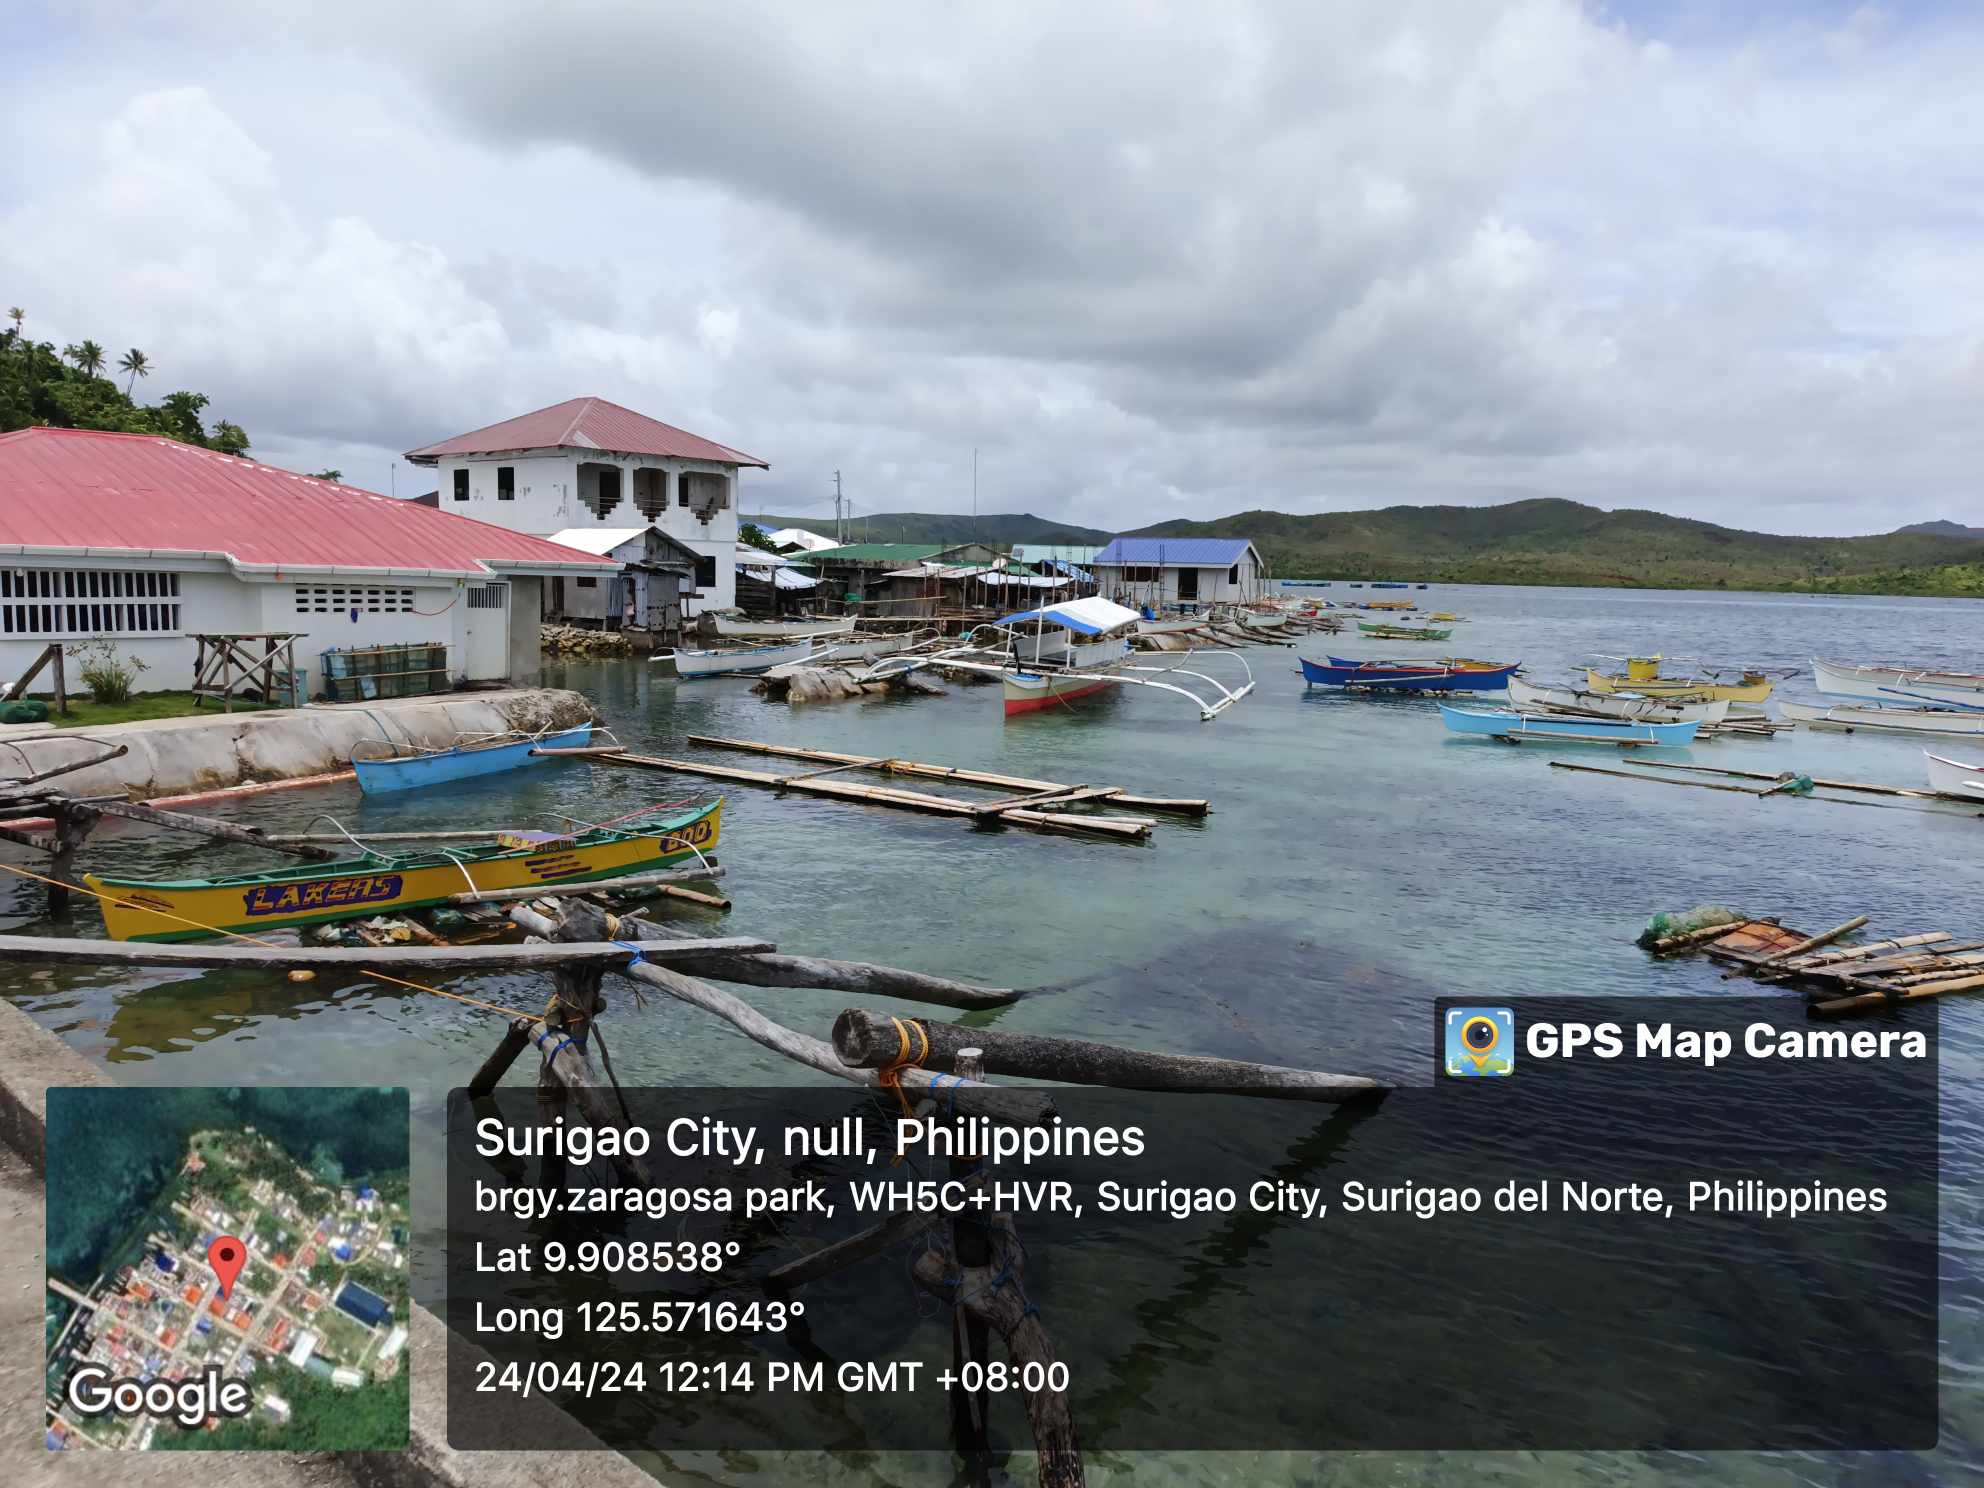 LAKERS
BOD
GPS Map Camera
Surigao City, null, Philippines
brgy.zaragosa park, WH5C+HVR, Surigao City, Surigao del Norte, Philippines
Lat 9.908538°
Long 125.571643°
24/04/24 12:14 PM GMT +08:00
Google